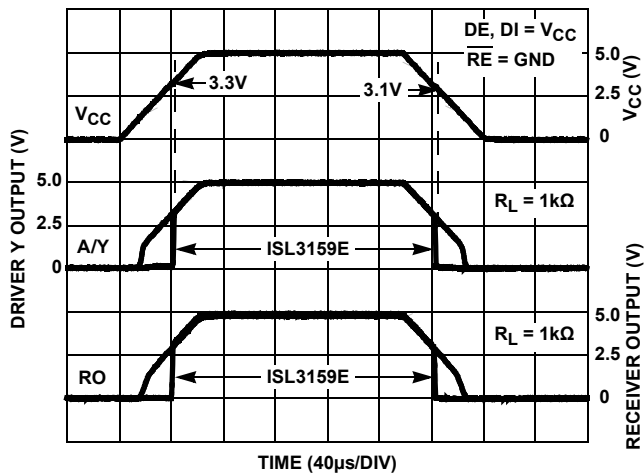 DE, DI = VCC
RE = GND
5.0
3.3V
3.1V
2.5
VCC
0
VCC (V)
DRIVER Y OUTPUT (V)
5.0
RL = 1kΩ
2.5
A/Y
ISL3159E
0
RECEIVER OUTPUT (V)
5.0
RL = 1kΩ
2.5
RO
ISL3159E
0
TIME (40µs/DIV)